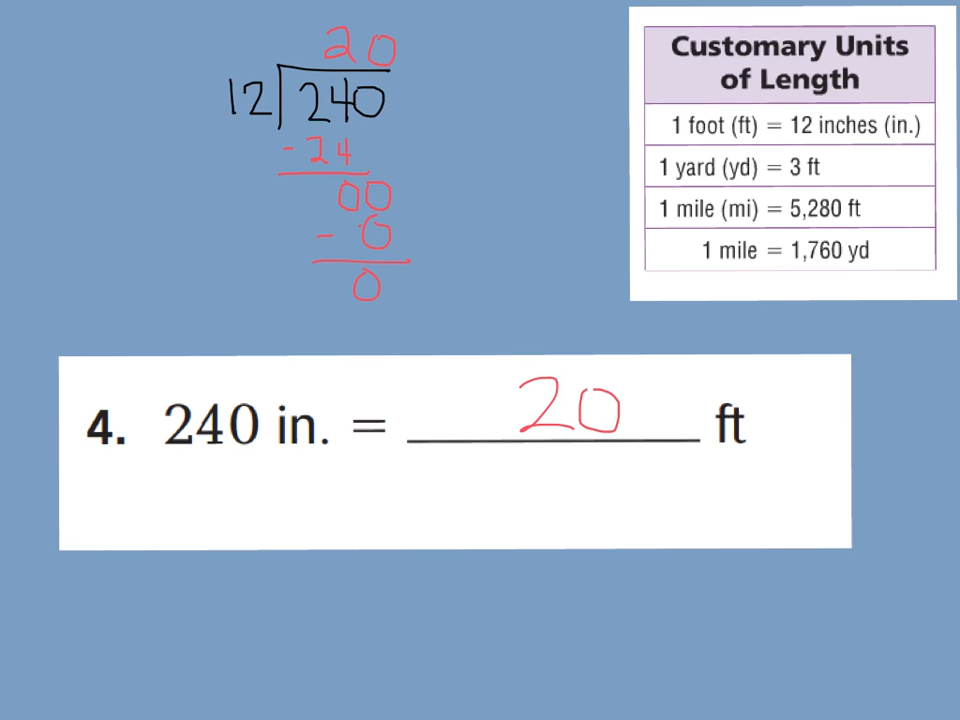 20
12 240
- 24
00
- 0
0
Customary Units
of Length
1 foot (ft) = 12 inches (in.)
1 yard (yd) = 3 ft
1 mile (mi) = 5,280 ft
1 mile = 1,760 yd
4. 240 in. = 20 ft